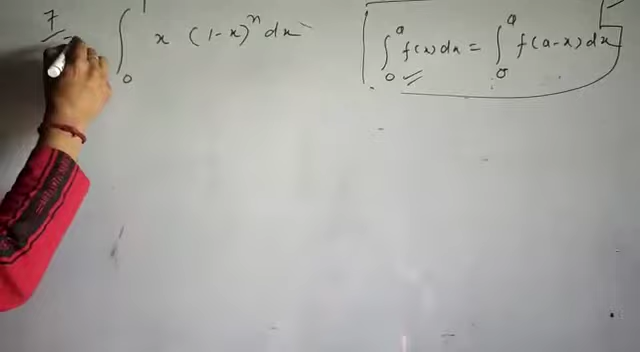 7 ∫₀¹ x (1-x)ⁿ dx
∫₀ᵃ f(x) dx = ∫₀ᵃ f(a-x) dx